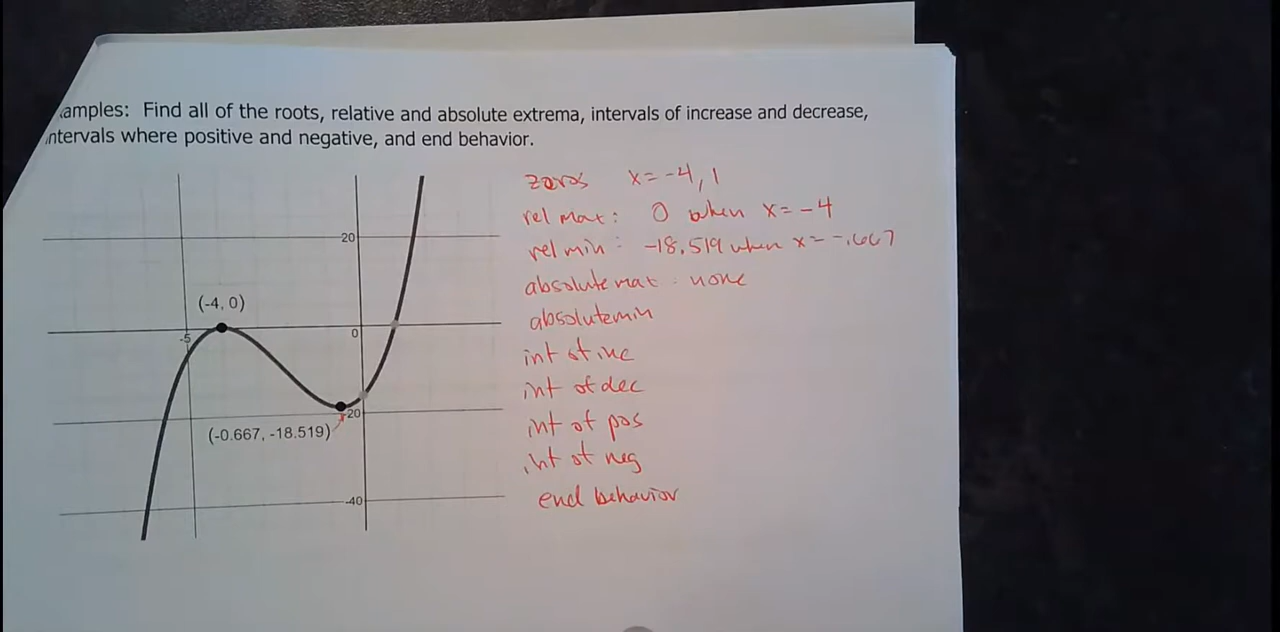 amples: Find all of the roots, relative and absolute extrema, intervals of increase and decrease,
ntervals where positive and negative, and end behavior.
zeros x=-4,1
rel max: 0 when x=-4
rel min: -18.519 when x=-.667
absolute max: none
absolute min
int of inc
int of dec
int of pos
int of neg
end behavior
20
(-4, 0)
-5
0
-20
(-0.667, -18.519)
-40